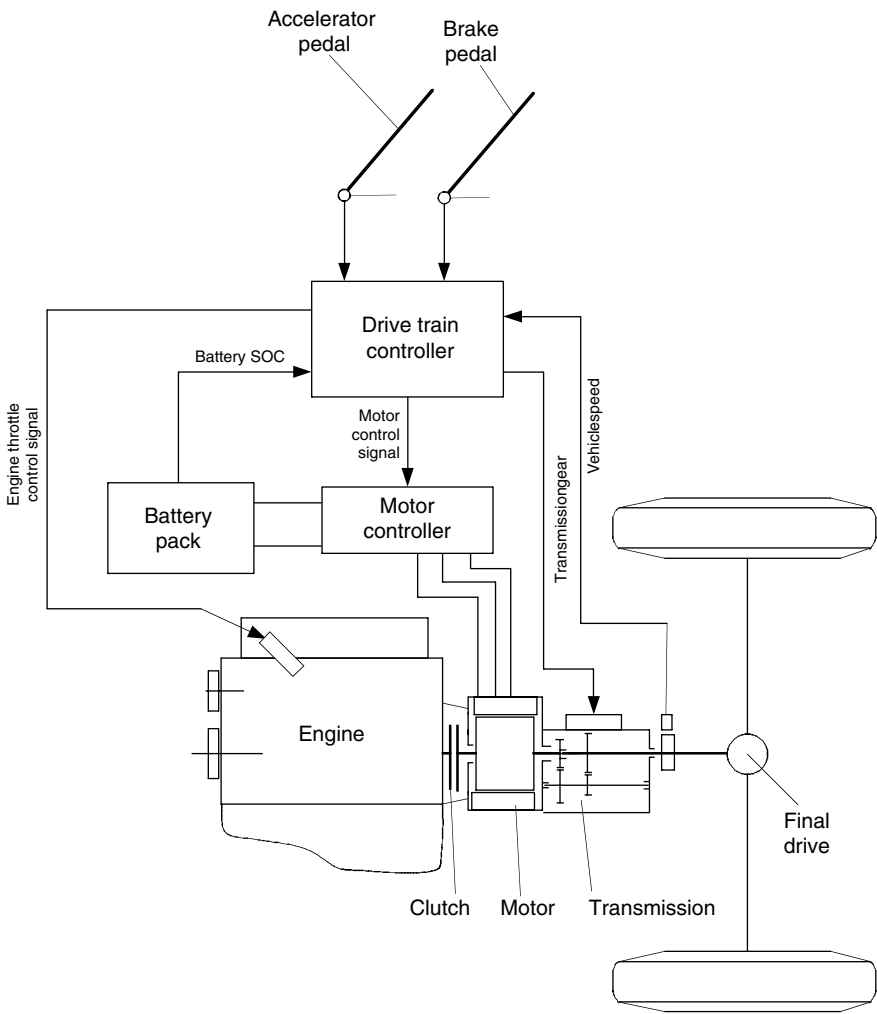 Accelerator
pedal
Brake
pedal
Drive train
controller
Battery SOC
Motor
control
signal
Engine throttle
control signal
Vehiclespeed
Transmissiongear
Battery
pack
Motor
controller
Engine
Final
drive
Clutch
Motor
Transmission